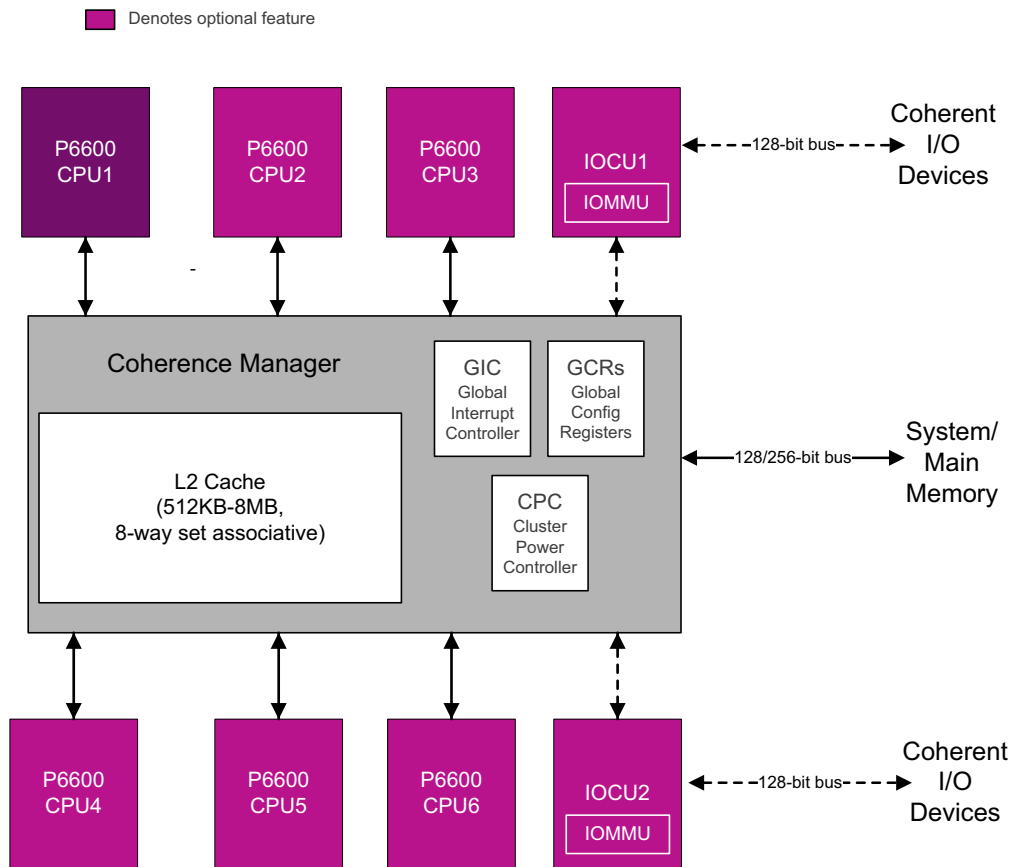 Denotes optional feature
P6600
CPU1
P6600
CPU2
P6600
CPU3
IOCU1
IOMMU
128-bit bus
Coherent
I/O
Devices
-
Coherence Manager
GIC
Global
Interrupt
Controller
GCRs
Global
Config
Registers
L2 Cache
(512KB-8MB,
8-way set associative)
CPC
Cluster
Power
Controller
128/256-bit bus
System/
Main
Memory
P6600
CPU4
P6600
CPU5
P6600
CPU6
IOCU2
IOMMU
128-bit bus
Coherent
I/O
Devices